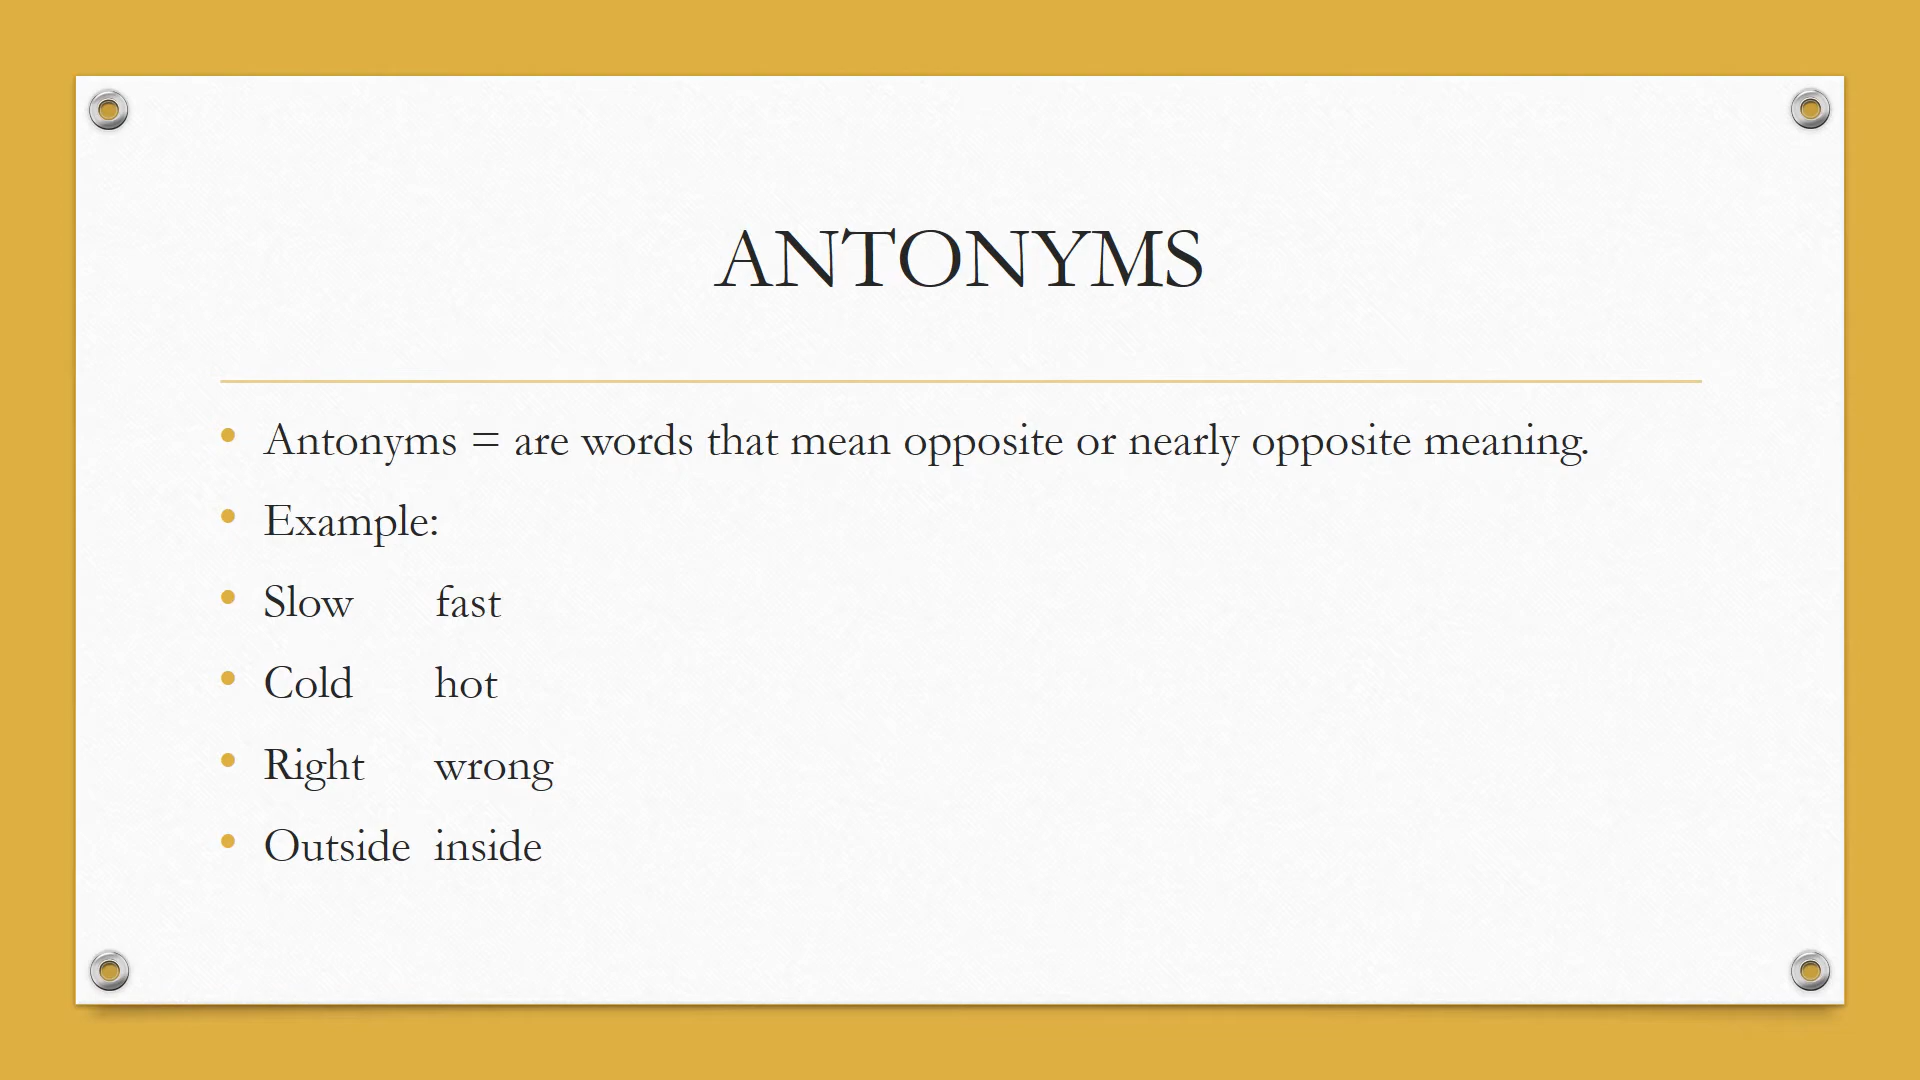 ANTONYMS
Antonyms = are words that mean opposite or nearly opposite meaning.
Example:
Slow fast
Cold hot
Right wrong
Outside inside